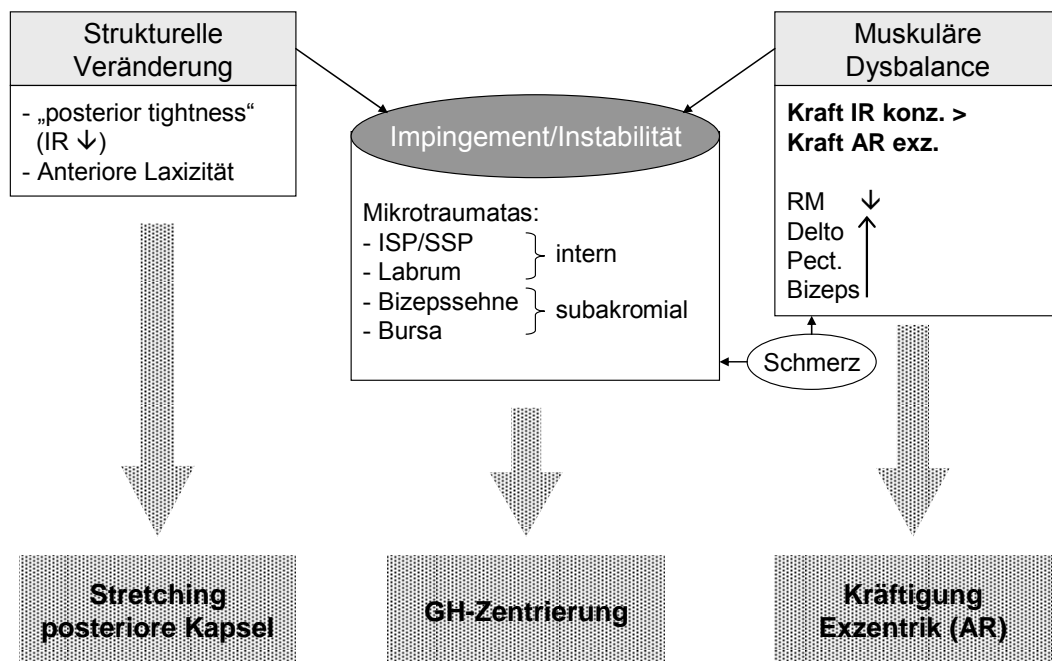 Strukturelle
Veränderung
- „posterior tightness“
(IR ↓)
- Anteriore Laxizität
Impingement/Instabilität
Mikrotraumatas:
- ISP/SSP
- Labrum
intern
- Bizepssehne
- Bursa
subakromial
Muskuläre
Dysbalance
Kraft IR konz. >
Kraft AR exz.
RM ↓
Delto
Pect.
Bizeps
Schmerz
Stretching
posteriore Kapsel
GH-Zentrierung
Kräftigung
Exzentrik (AR)